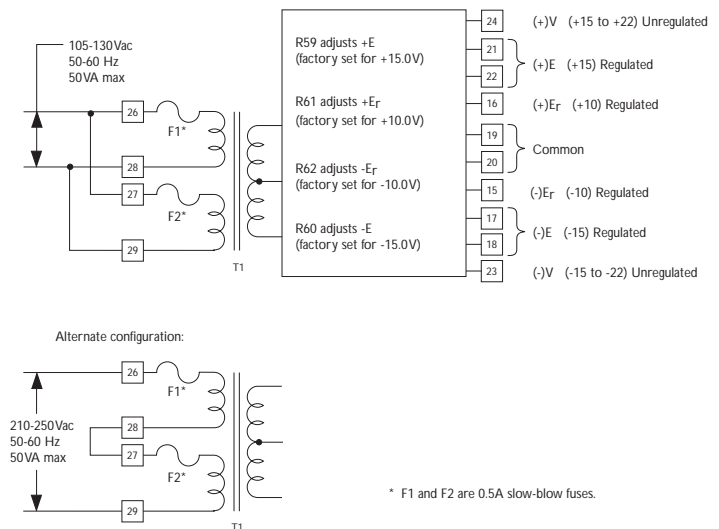 105-130Vac
50-60 Hz
50VA max
26
F1*
28
27
F2*
29
T1
R59 adjusts +E
(factory set for +15.0V)
R61 adjusts +Er
(factory set for +10.0V)
R62 adjusts -Er
(factory set for -10.0V)
R60 adjusts -E
(factory set for -15.0V)
24 (+)V (+15 to +22) Unregulated
21
22
(+)E (+15) Regulated
16 (+)Er (+10) Regulated
19
20
Common
15 (-)Er (-10) Regulated
17
18
(-)E (-15) Regulated
23 (-)V (-15 to -22) Unregulated
Alternate configuration:
210-250Vac
50-60 Hz
50VA max
26
F1*
28
27
F2*
29
T1
* F1 and F2 are 0.5A slow-blow fuses.